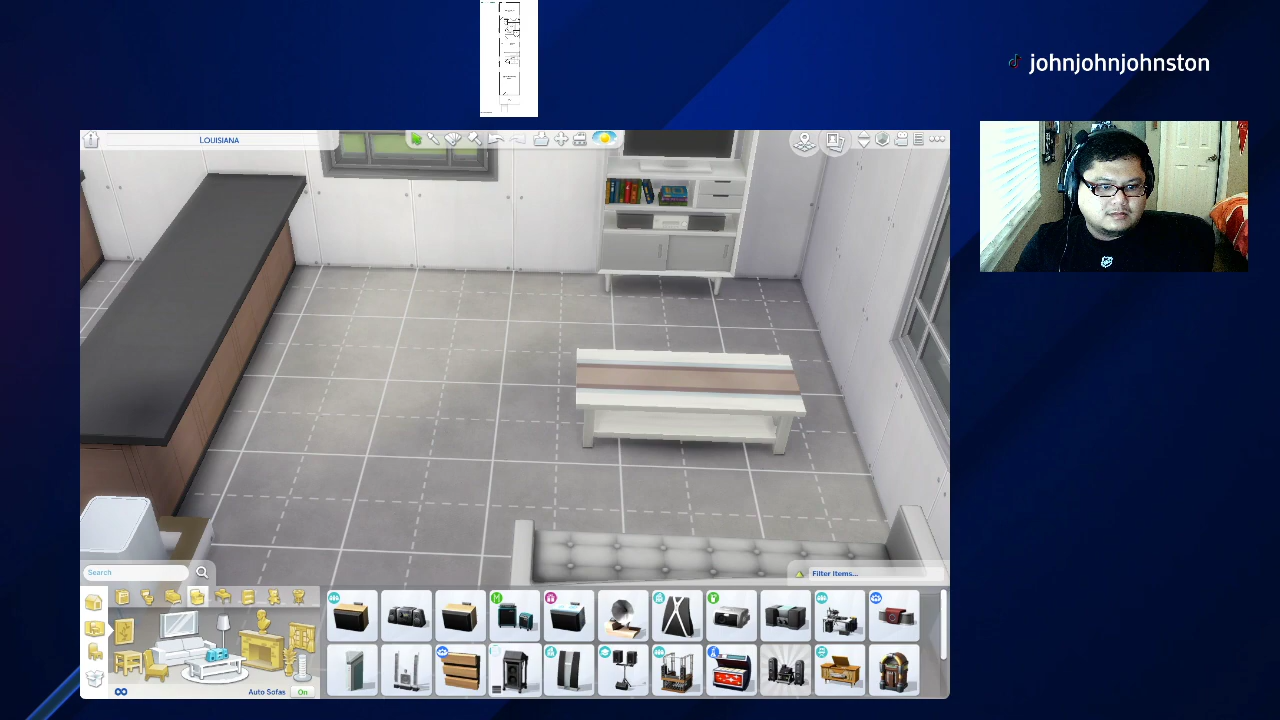 johnjohnjohnston
LOUISIANA
Search
Filter Items...
Auto Sofas
On